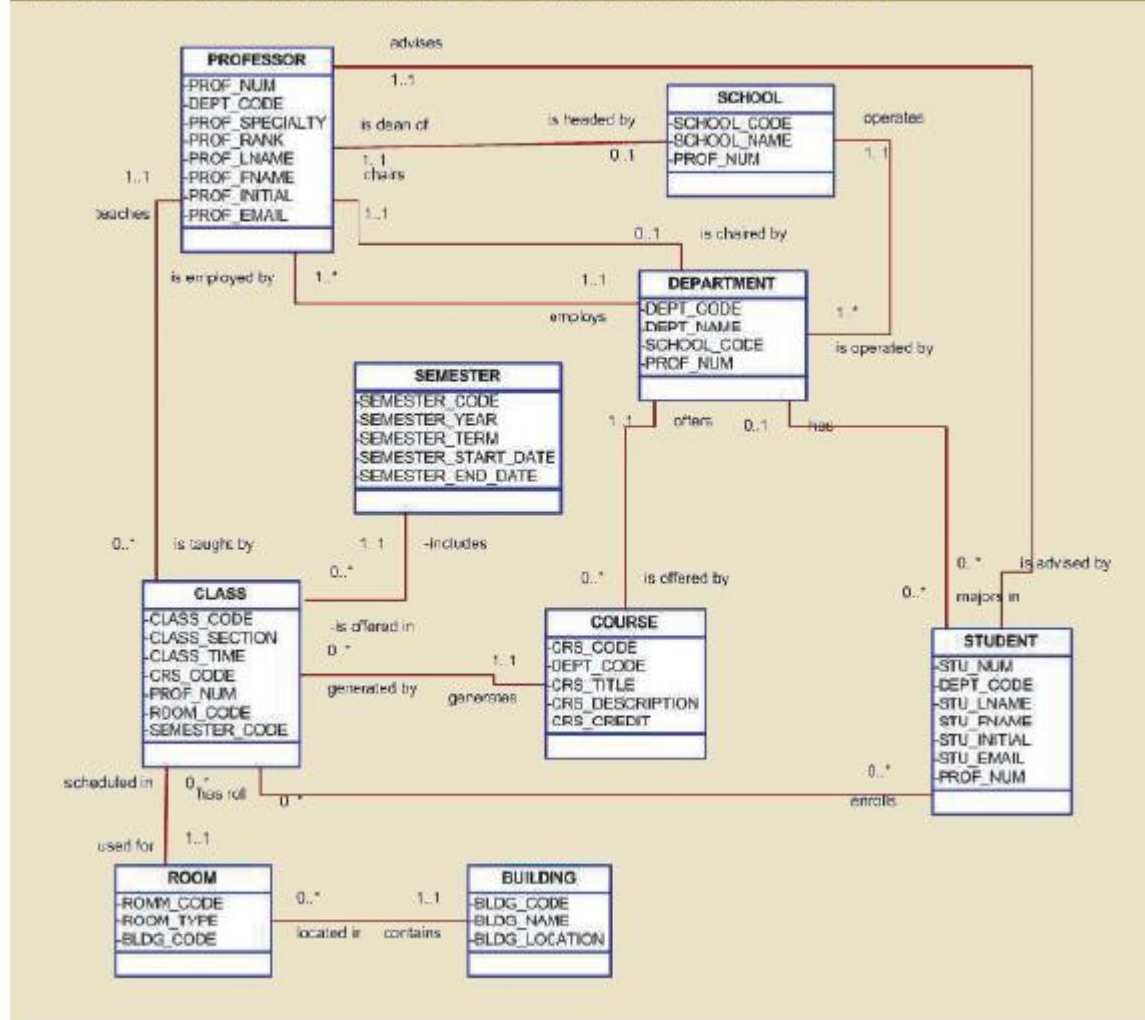 advises
PROFESSOR
1..1
-PROF_NUM
-DEPT_CODE
-PROF_SPECIALTY
-PROF_RANK
-PROF_LNAME
-PROF_FNAME
-PROF_INITIAL
-PROF_EMAIL
SCHOOL
-SCHOOL_CODE
-SCHOOL_NAME
-PROF_NUM
operates
1..1
is dean of
is headed by
1..1
0..1
chairs
1..1
teaches
1..1
0..1
is chaired by
is employed by
1..*
1..1
employs
DEPARTMENT
-DEPT_CODE
-DEPT_NAME
-SCHOOL_CODE
-PROF_NUM
1..*
is operated by
SEMESTER
-SEMESTER_CODE
-SEMESTER_YEAR
-SEMESTER_TERM
-SEMESTER_START_DATE
-SEMESTER_END_DATE
1..1
offers
0..1
has
0..*
is taught by
1..1
-includes
0..*
0..*
is offered by
0..*
is advised by
0..*
majors in
CLASS
-CLASS_CODE
-CLASS_SECTION
-CLASS_TIME
-CRS_CODE
-PROF_NUM
-ROOM_CODE
-SEMESTER_CODE
-is offered in
0..*
1..1
generated by
generates
COURSE
-CRS_CODE
-DEPT_CODE
-CRS_TITLE
-CRS_DESCRIPTION
-CRS_CREDIT
STUDENT
-STU_NUM
-DEPT_CODE
-STU_LNAME
-STU_FNAME
-STU_INITIAL
-STU_EMAIL
-PROF_NUM
scheduled in
0..*
has roll
0..*
0..*
enrolls
used for
1..1
ROOM
-ROMM_CODE
-ROOM_TYPE
-BLDG_CODE
0..*
1..1
located in
contains
BUILDING
-BLDG_CODE
-BLDG_NAME
-BLDG_LOCATION